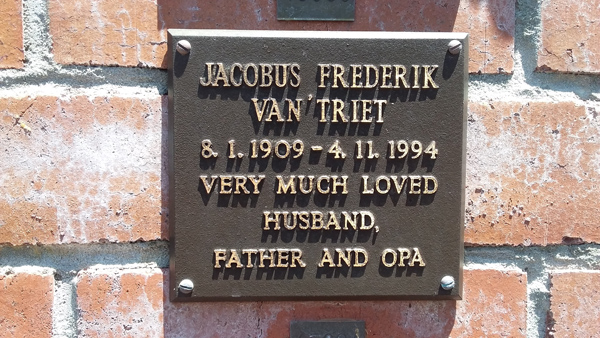 JACOBUS FREDERIK
VAN'TRIET
8. 1. 1909 - 4. 11. 1994
VERY MUCH LOVED
HUSBAND,
FATHER AND OPA